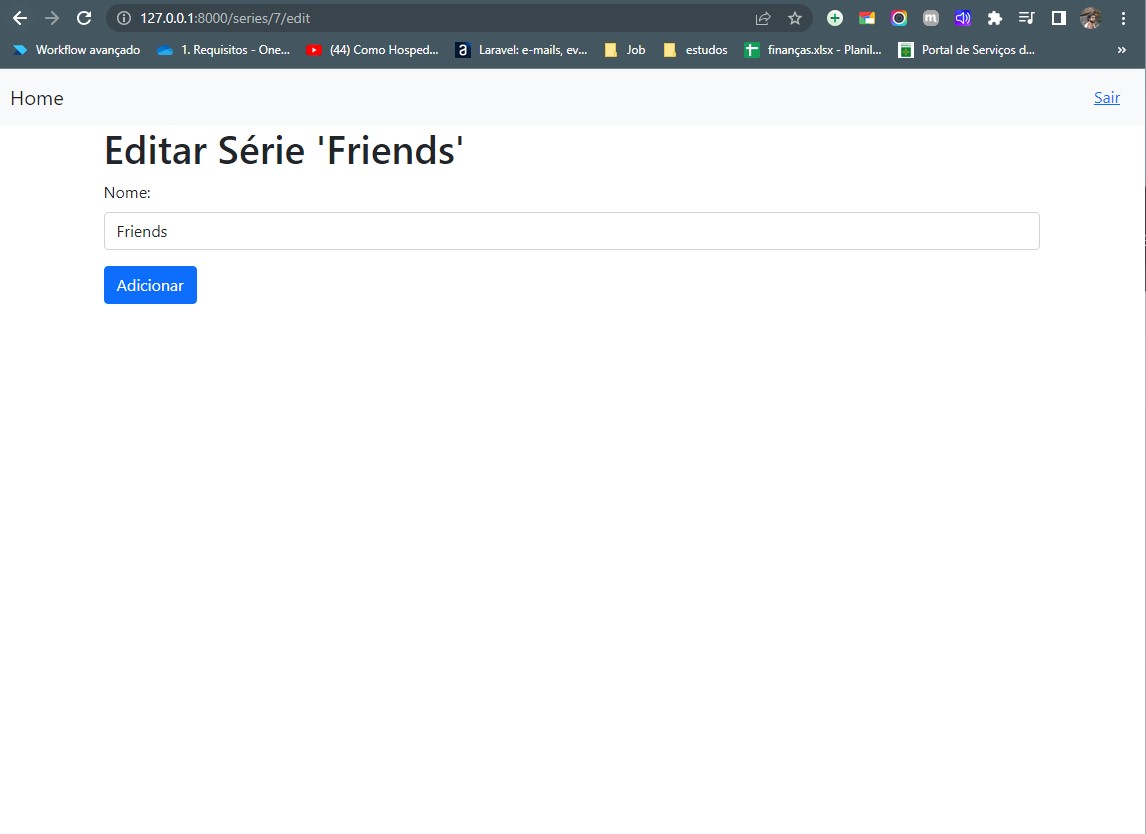 127.0.0.1:8000/series/7/edit
Workflow avançado
1. Requisitos - One...
(44) Como Hosped...
Laravel: e-mails, ev...
Job
estudos
finanças.xlsx - Planil...
Portal de Serviços d...
»
Home
Sair
Editar Série 'Friends'
Nome:
Friends
Adicionar